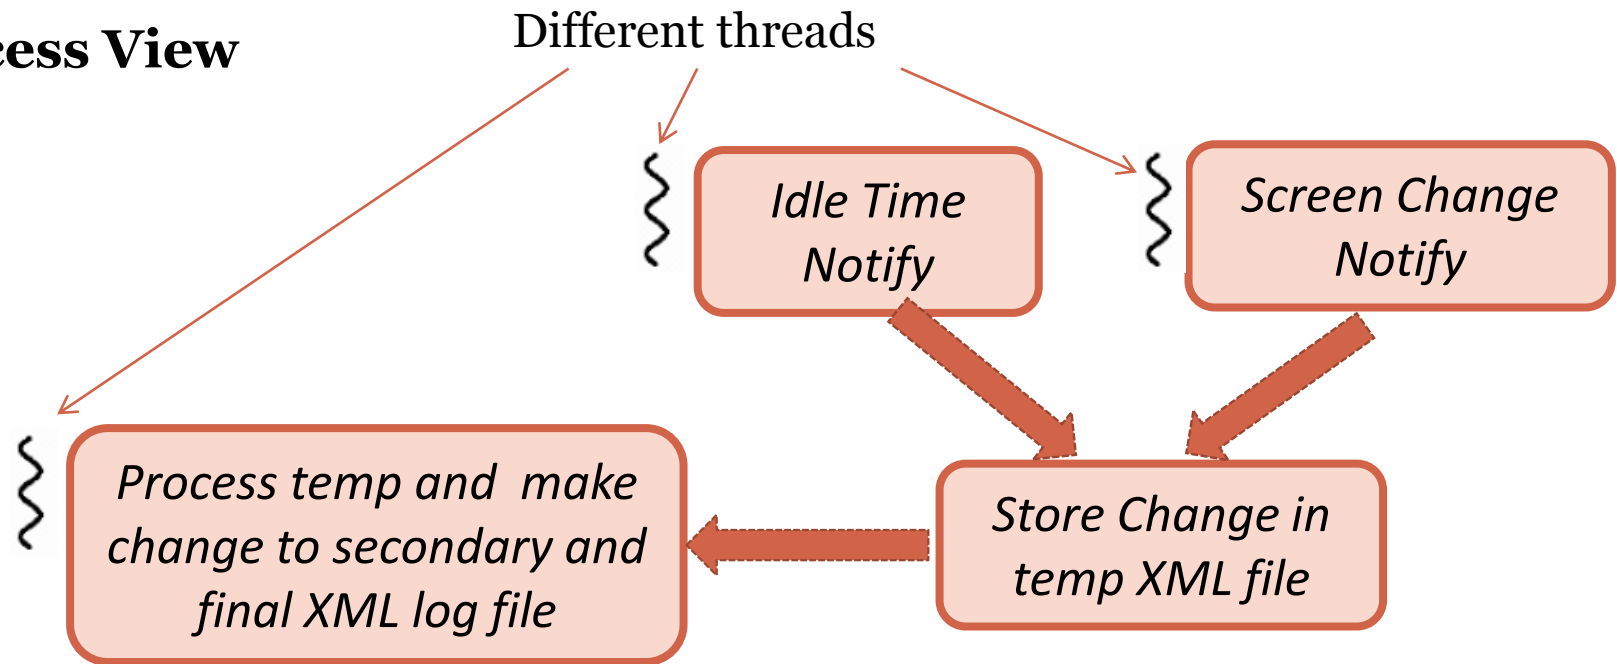 cess View
Different threads
Idle Time
Notify
Screen Change
Notify
Process temp and make
change to secondary and
final XML log file
Store Change in
temp XML file